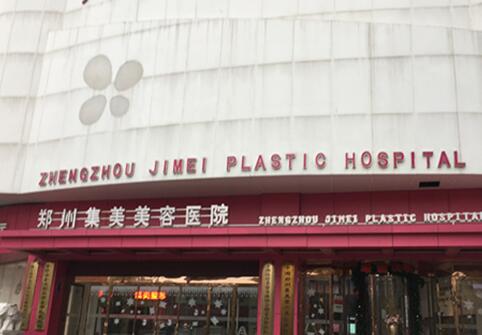 ZHENGZHOU JIMEI PLASTIC HOSPITAL
郑州集美美容医院 ZHENGZHOU JIMEI PLASTIC HOSPITAL